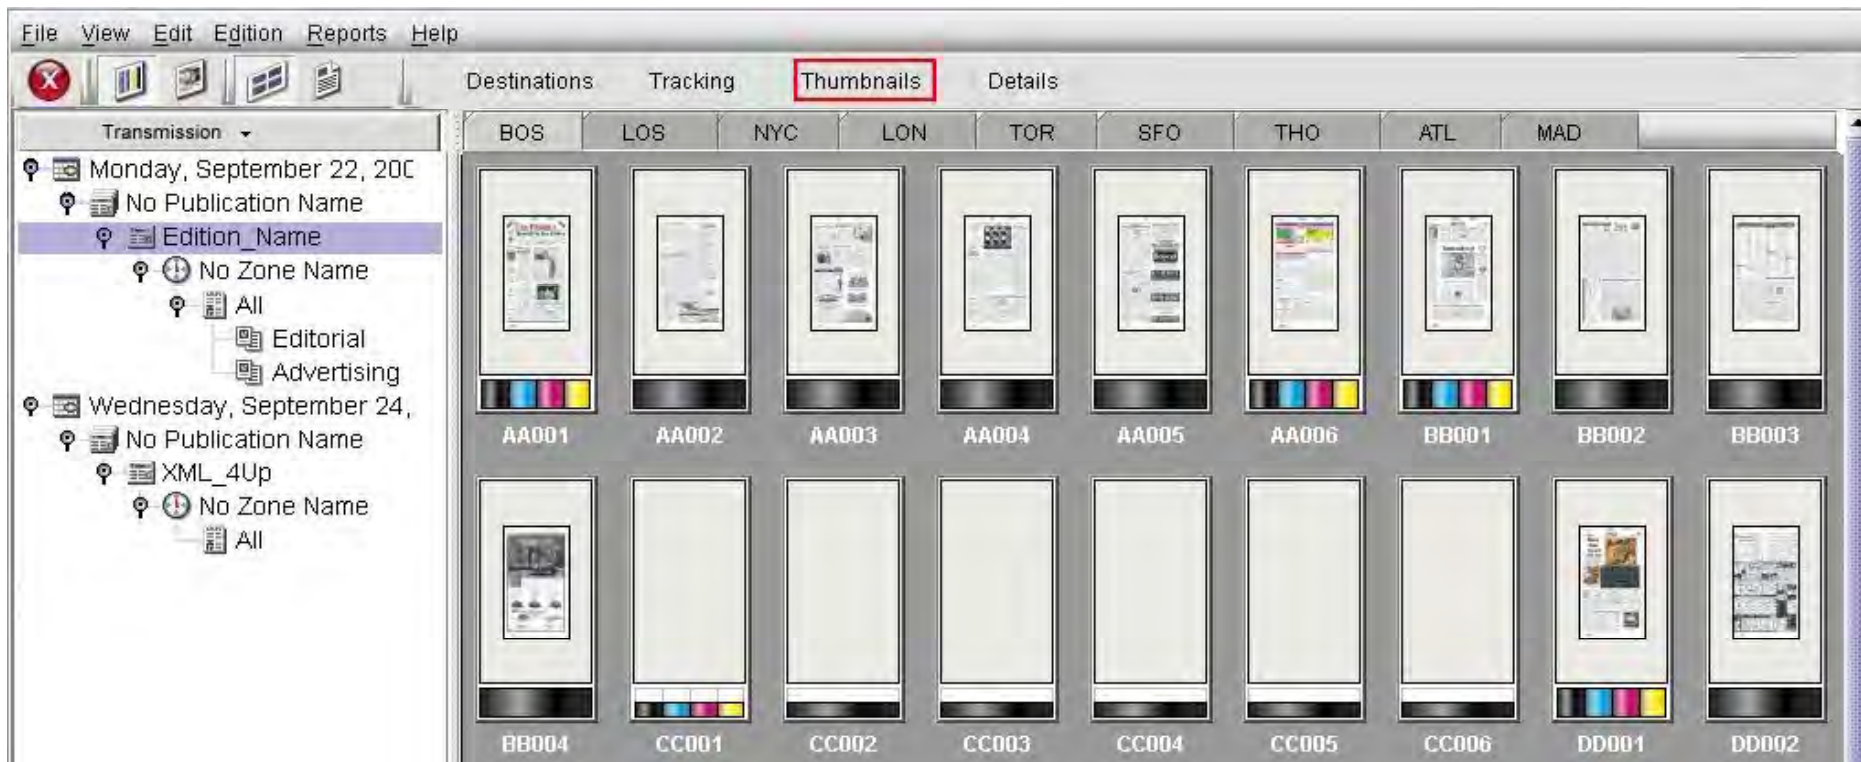 File View Edit Edition Reports Help
Destinations Tracking Thumbnails Details
Transmission
BOS LOS NYC LON TOR SFO THO ATL MAD
Monday, September 22, 200
No Publication Name
Edition_Name
No Zone Name
All
Editorial
Advertising
Wednesday, September 24,
No Publication Name
XML_4Up
No Zone Name
All
AA001 AA002 AA003 AA004 AA005 AA006 BB001 BB002 BB003
BB004 CC001 CC002 CC003 CC004 CC005 CC006 DD001 DD002